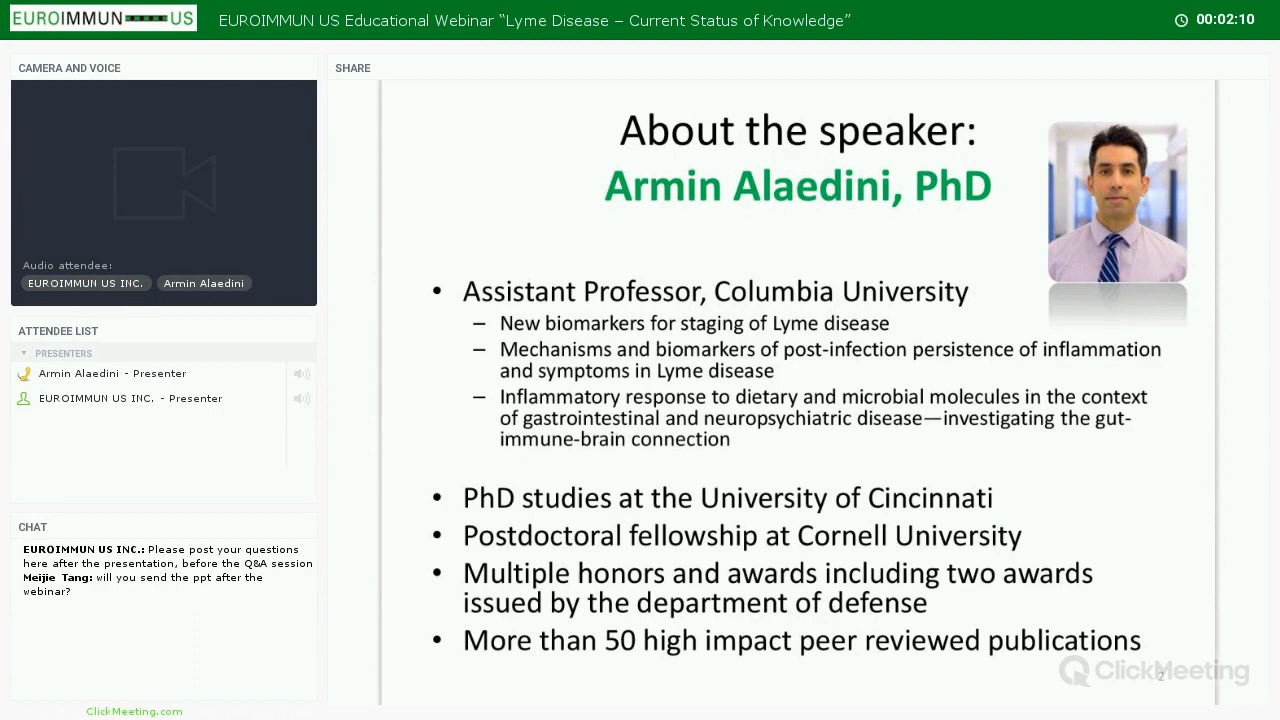 EUROIMMUN US
EUROIMMUN US Educational Webinar “Lyme Disease – Current Status of Knowledge”
00:02:10
CAMERA AND VOICE
Audio attendee:
EUROIMMUN US INC.
Armin Alaedini
ATTENDEE LIST
PRESENTERS
Armin Alaedini - Presenter
EUROIMMUN US INC. - Presenter
CHAT
EUROIMMUN US INC.: Please post your questions
here after the presentation, before the Q&A session
Meijie Tang: will you send the ppt after the
webinar?
ClickMeeting.com
SHARE
About the speaker:
Armin Alaedini, PhD
• Assistant Professor, Columbia University
– New biomarkers for staging of Lyme disease
– Mechanisms and biomarkers of post-infection persistence of inflammation
and symptoms in Lyme disease
– Inflammatory response to dietary and microbial molecules in the context
of gastrointestinal and neuropsychiatric disease—investigating the gut-
immune-brain connection
• PhD studies at the University of Cincinnati
• Postdoctoral fellowship at Cornell University
• Multiple honors and awards including two awards
issued by the department of defense
• More than 50 high impact peer reviewed publications
ClickMeeting
2